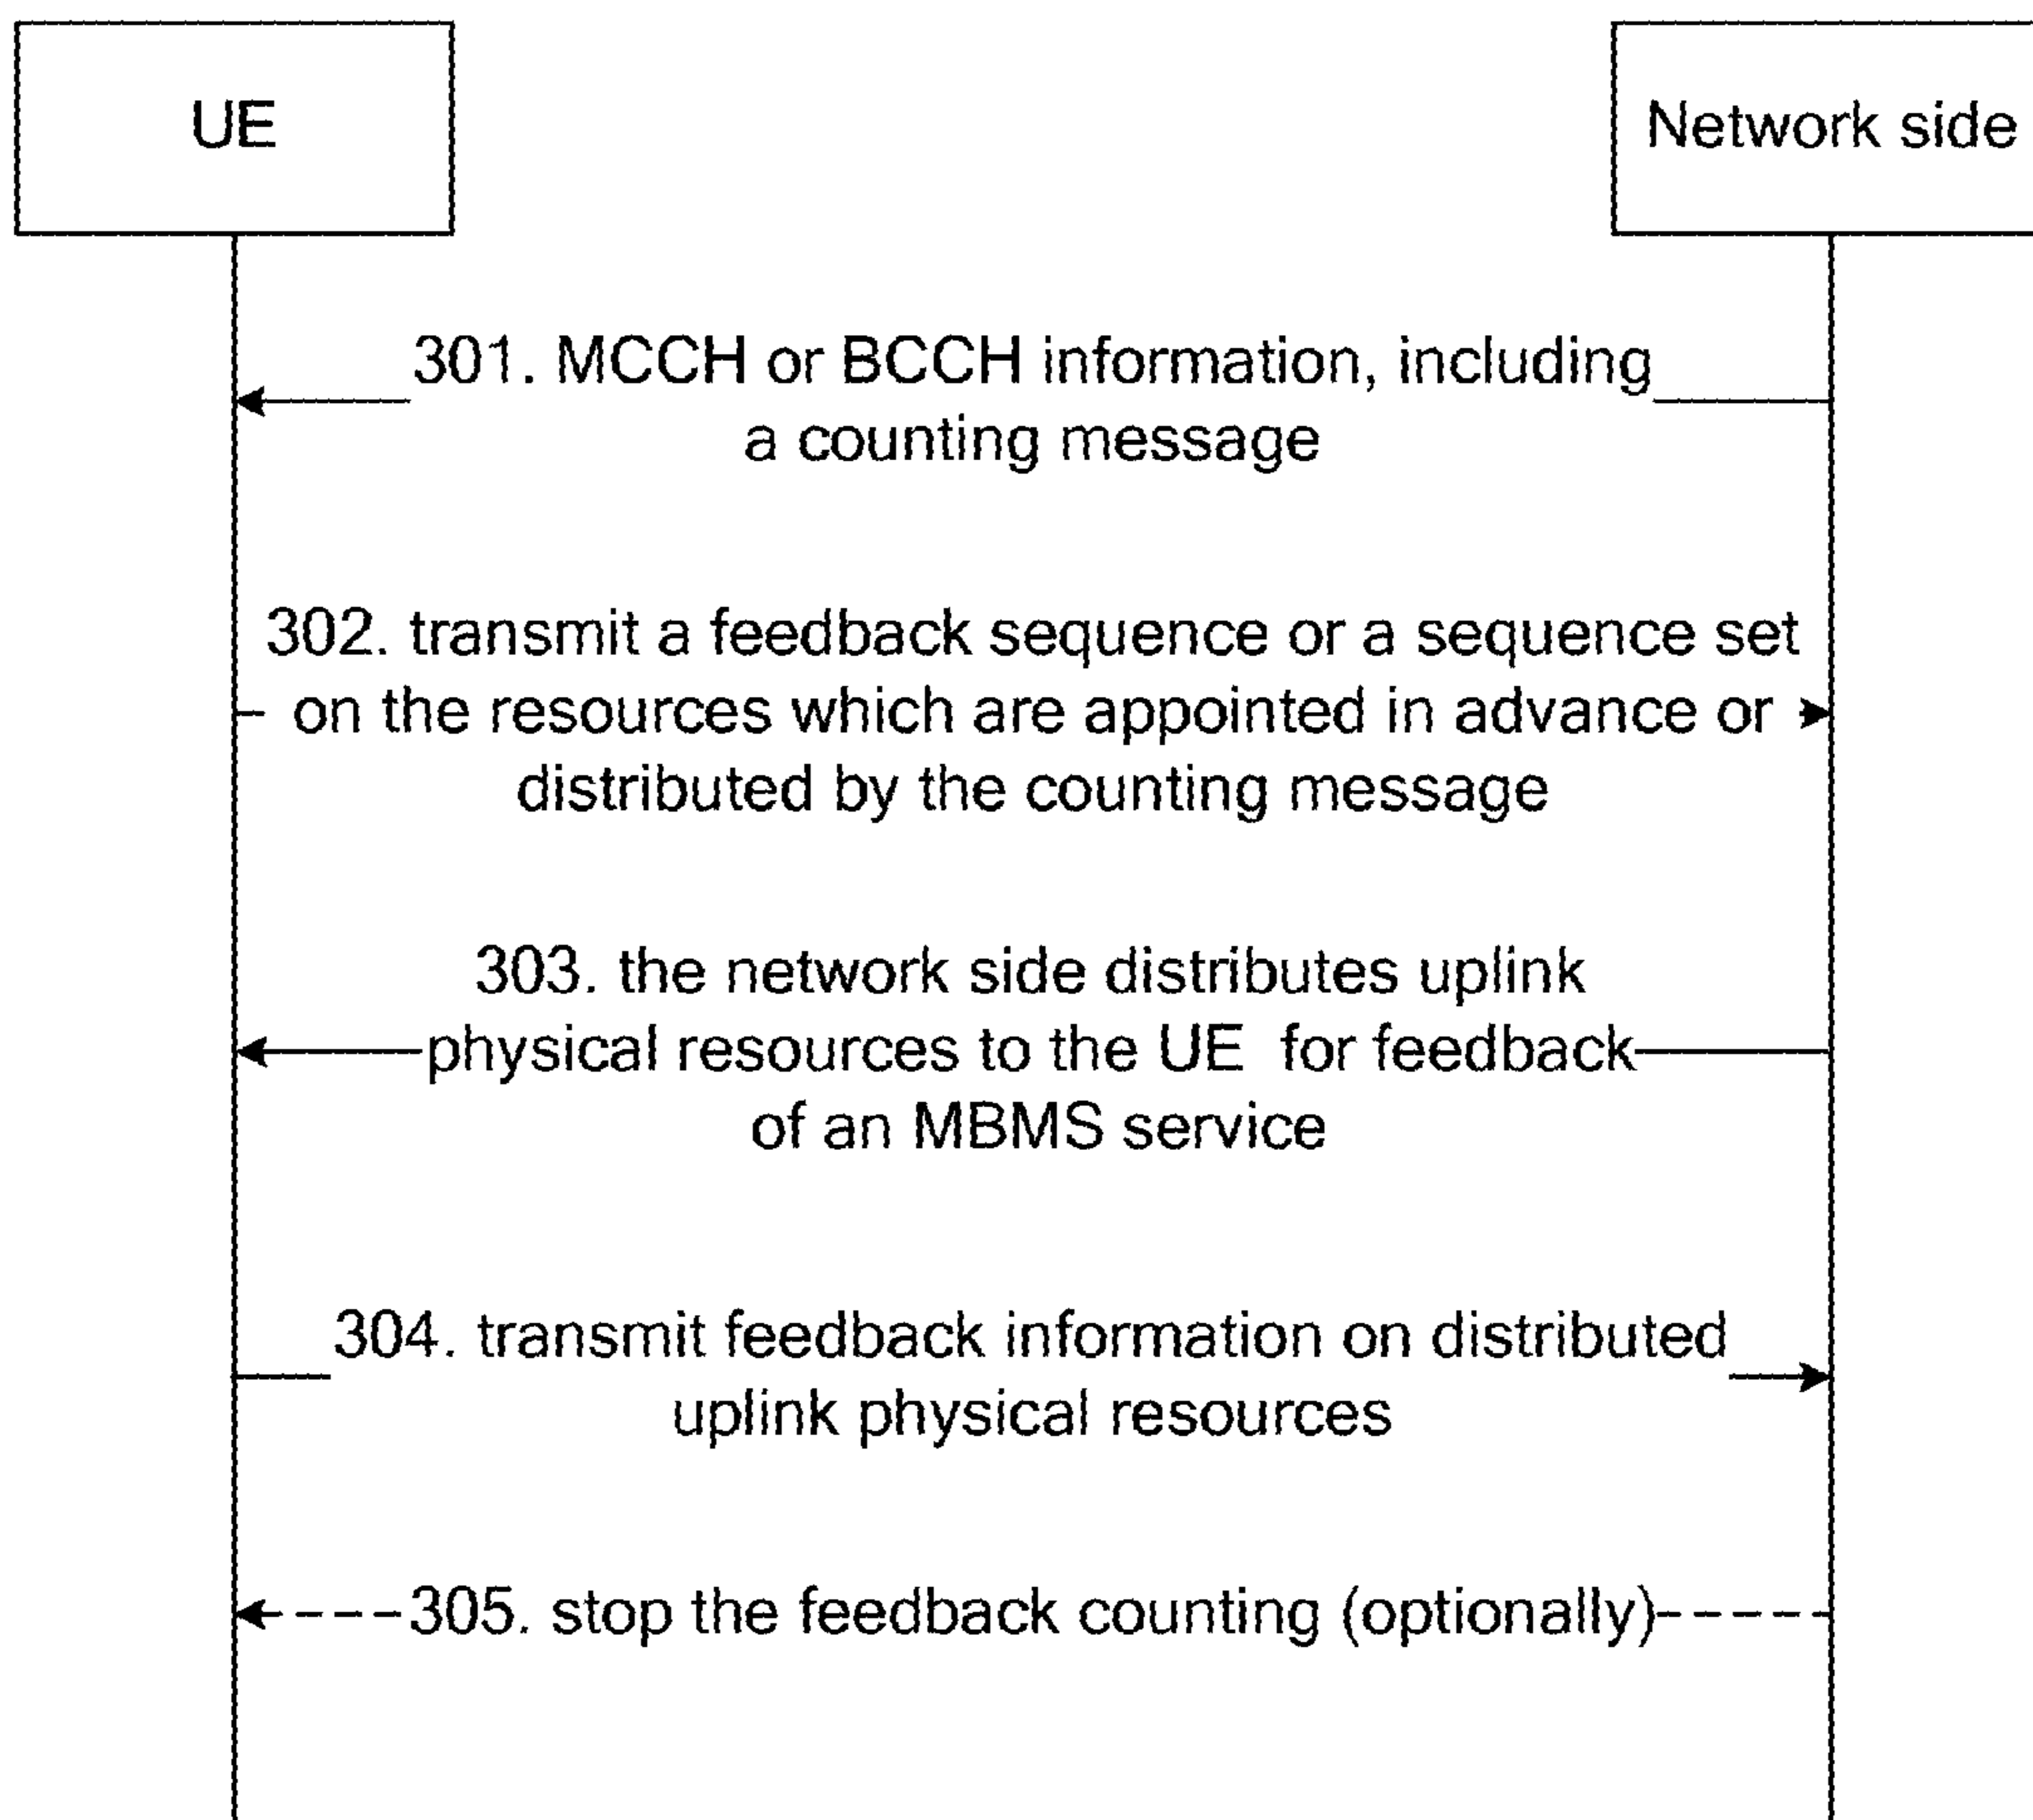 UE
Network side
301. MCCH or BCCH information, including
a counting message
302. transmit a feedback sequence or a sequence set
on the resources which are appointed in advance or
distributed by the counting message
303. the network side distributes uplink
physical resources to the UE for feedback
of an MBMS service
304. transmit feedback information on distributed
uplink physical resources
305. stop the feedback counting (optionally)